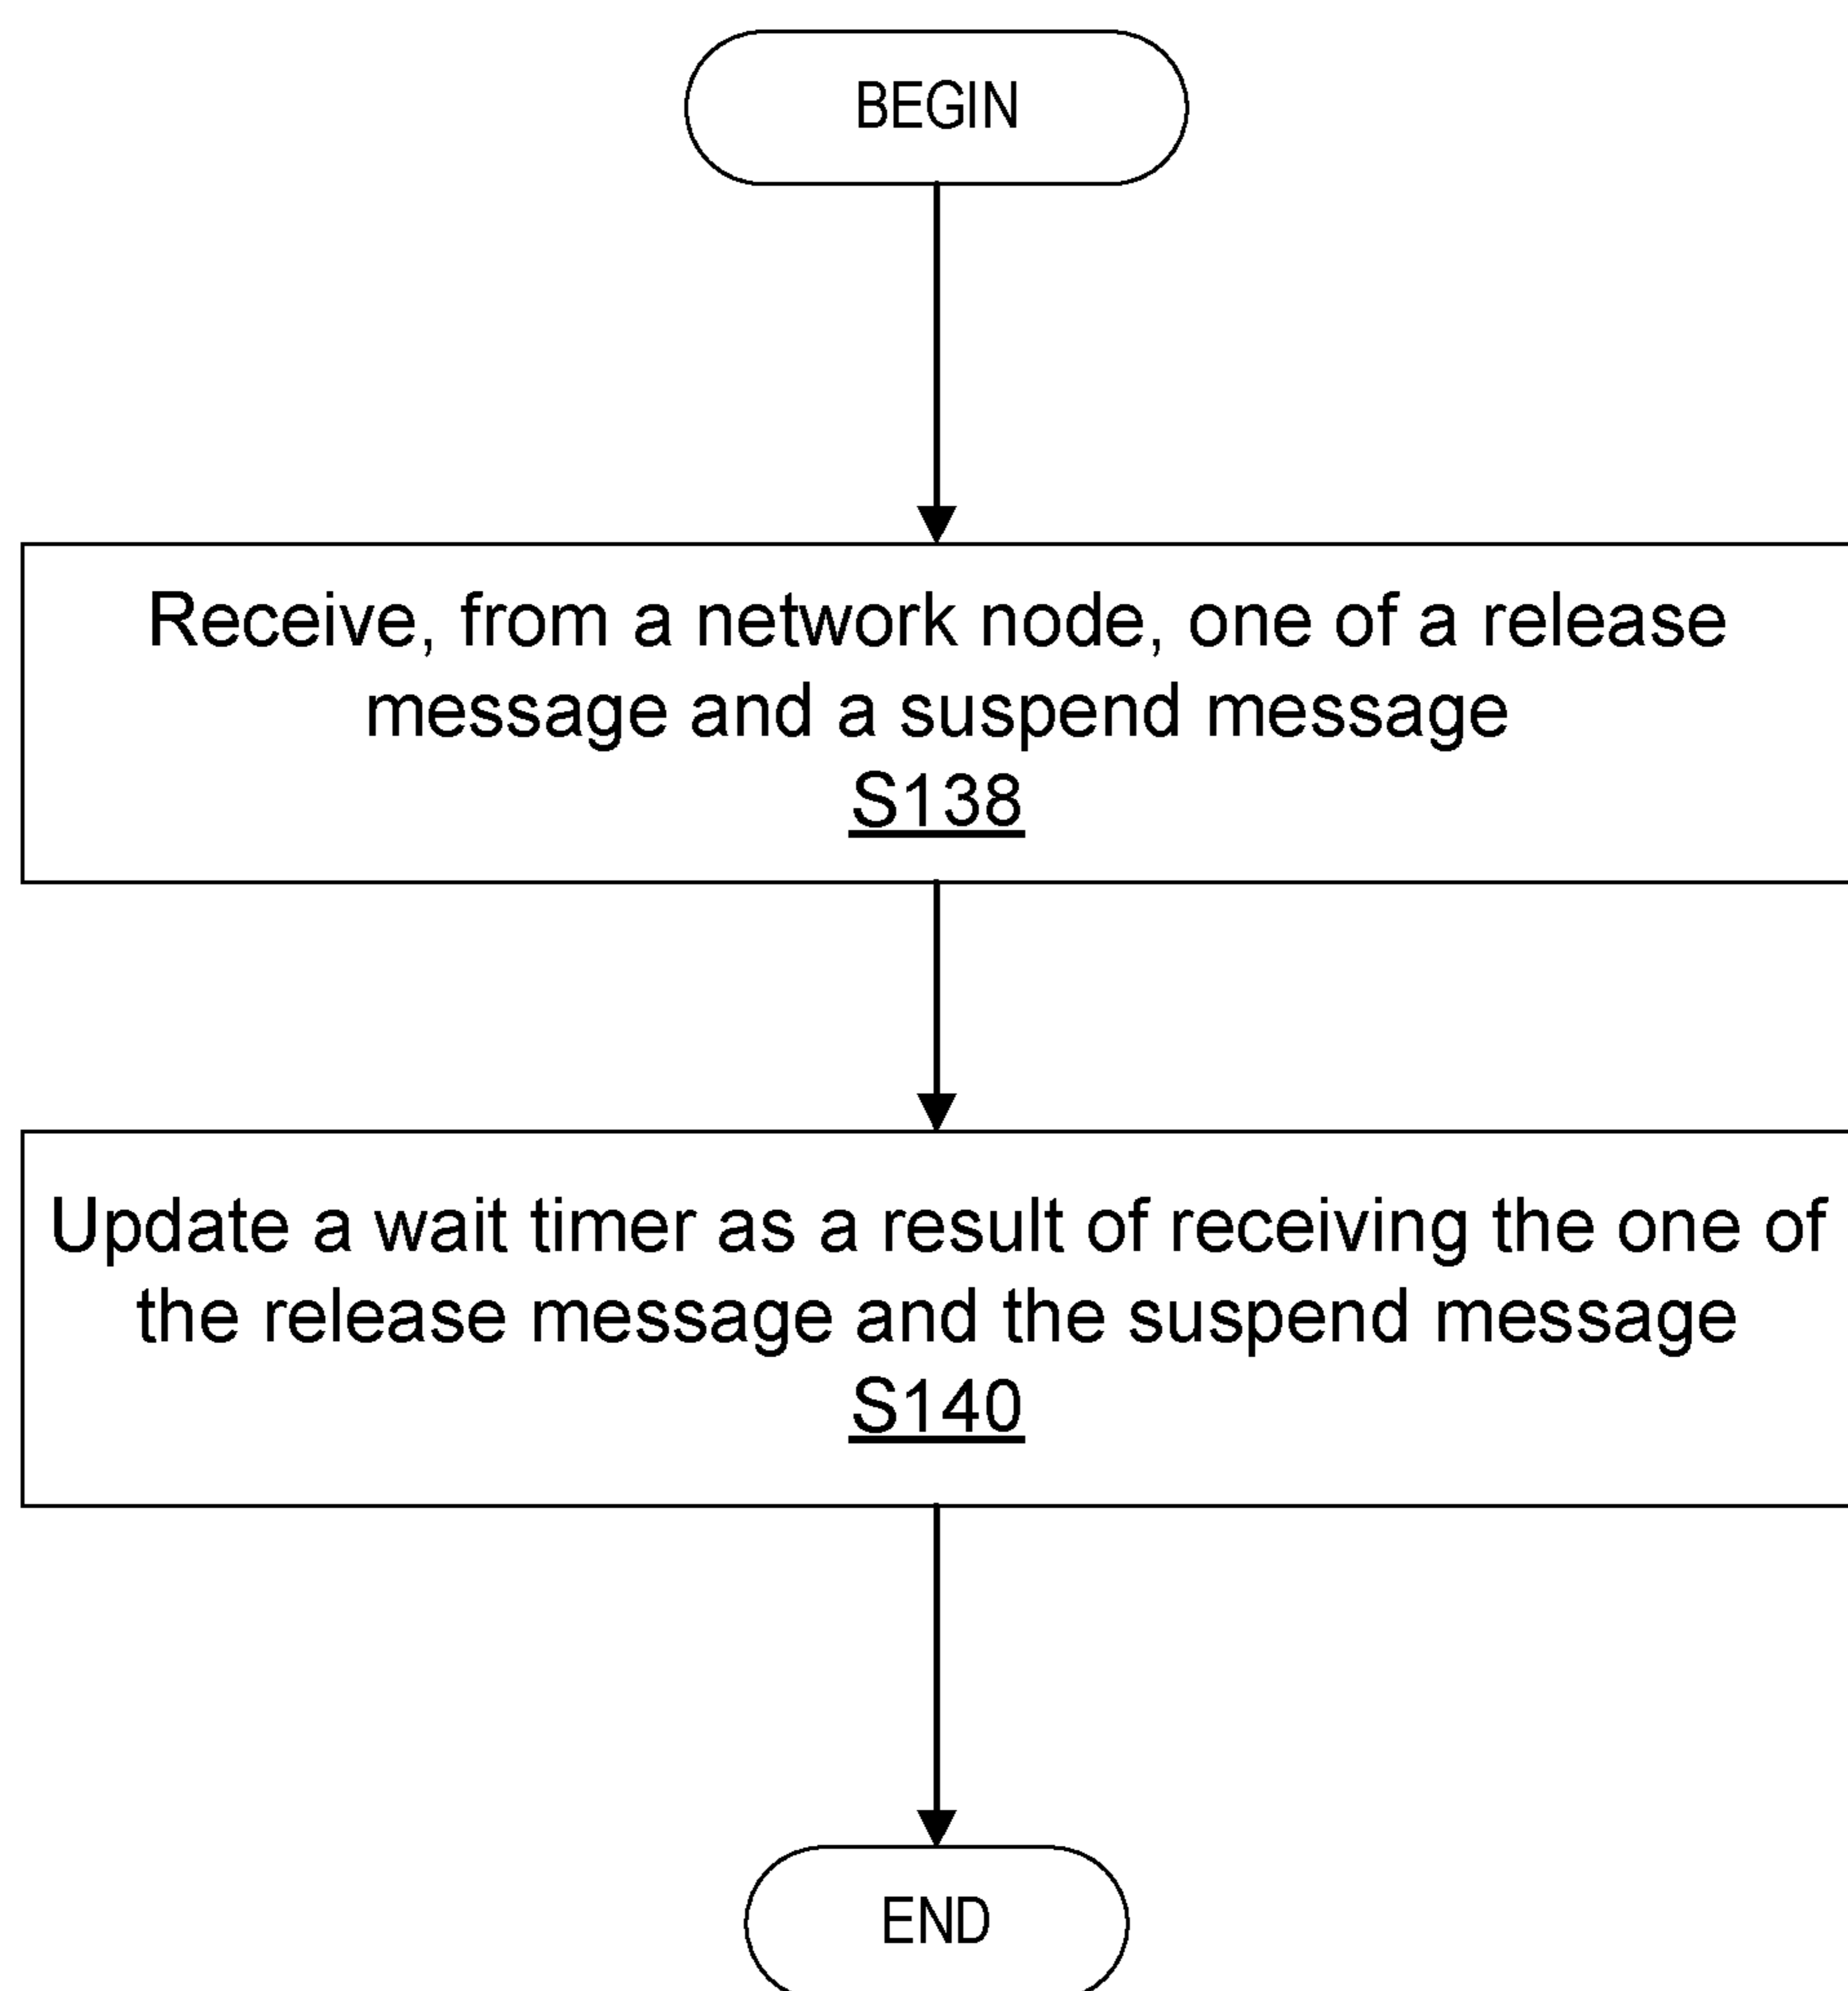 BEGIN
Receive, from a network node, one of a release
message and a suspend message
S138
Update a wait timer as a result of receiving the one of
the release message and the suspend message
S140
END